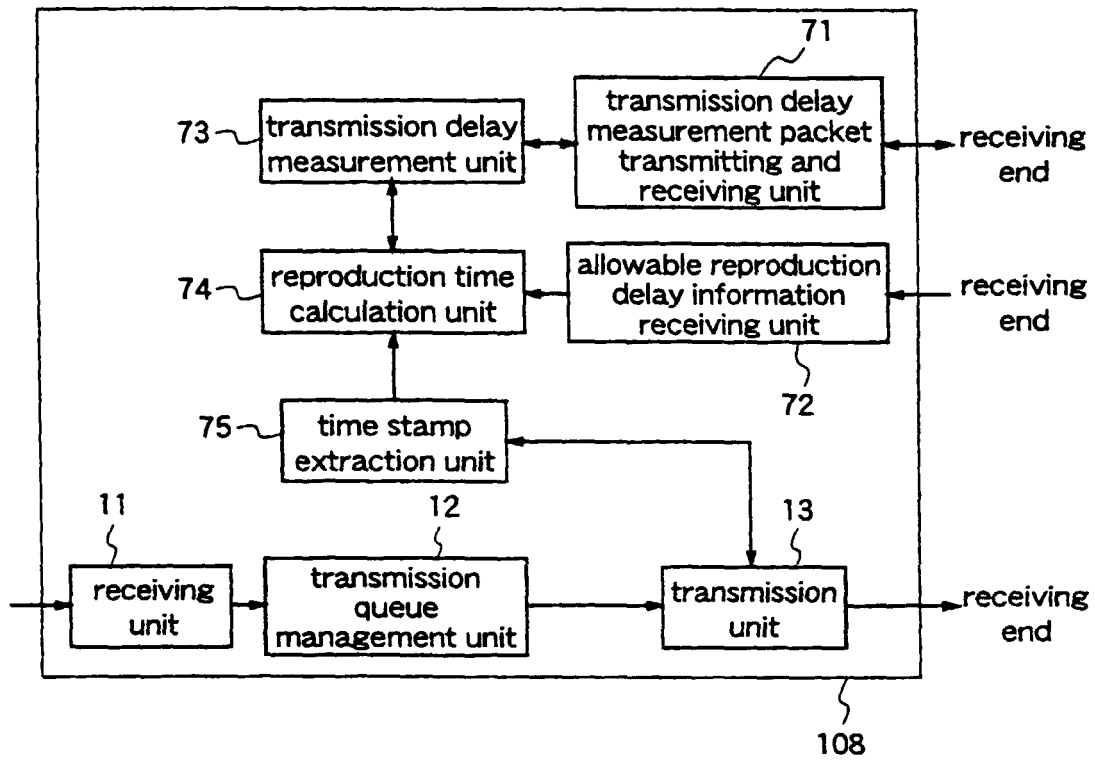 71
73
transmission delay
measurement unit
transmission delay
measurement packet
transmitting and
receiving unit
receiving
end
74
reproduction time
calculation unit
allowable reproduction
delay information
receiving unit
receiving
end
72
75
time stamp
extraction unit
11
12
13
receiving
unit
transmission
queue
management unit
transmission
unit
receiving
end
108